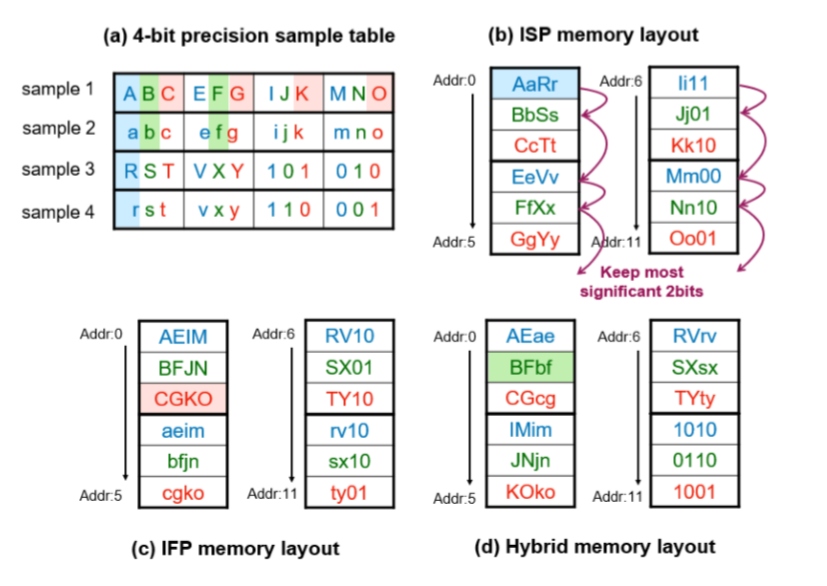 (a) 4-bit precision sample table
sample 1 A B C E F G I J K M N O
sample 2 a b c e f g i j k m n o
sample 3 R S T V X Y 1 0 1 0 1 0
sample 4 r s t v x y 1 1 0 0 0 1
(b) ISP memory layout
Addr:0 AaRr
BbSs
CcTt
EeVv
FfXx
Addr:5 GgYy
Addr:6 Ii11
Jj01
Kk10
Mm00
Nn10
Addr:11 Oo01
Keep most
significant 2bits
Addr:0 AEIM
BFJN
CGKO
aeim
bfjn
Addr:5 cgko
Addr:6 RV10
SX01
TY10
rv10
sx10
Addr:11 ty01
(c) IFP memory layout
Addr:0 AEae
BFbf
CGcg
IMim
JNjn
Addr:5 KOko
Addr:6 RVrv
SXsx
TYty
1010
0110
Addr:11 1001
(d) Hybrid memory layout